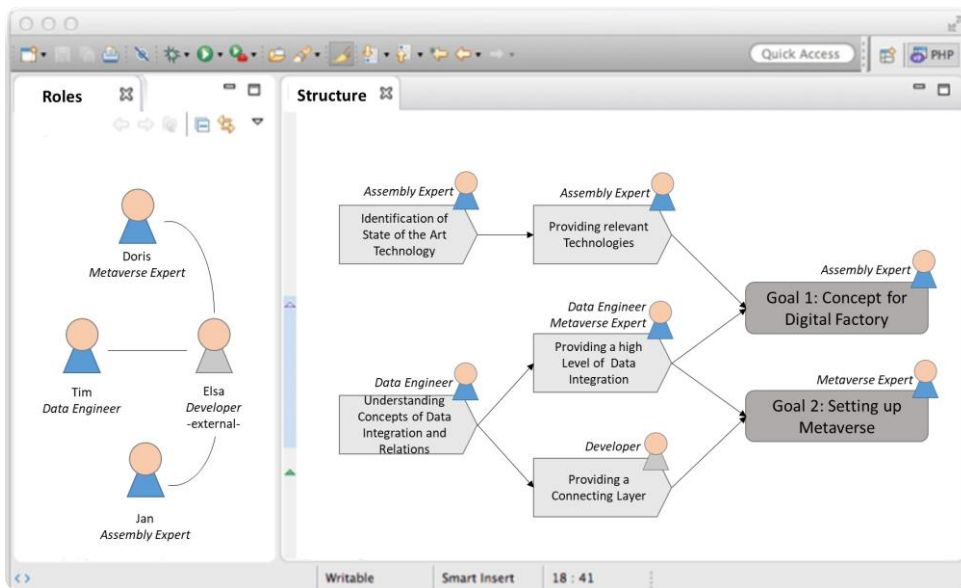 Quick Access
PHP
Roles
Structure
Doris
Metaverse Expert
Tim
Data Engineer
Elsa
Developer
-external-
Jan
Assembly Expert
Assembly Expert
Identification of
State of the Art
Technology
Assembly Expert
Providing relevant
Technologies
Assembly Expert
Goal 1: Concept for
Digital Factory
Data Engineer
Metaverse Expert
Providing a high
Level of Data
Integration
Data Engineer
Understanding
Concepts of Data
Integration and
Relations
Metaverse Expert
Goal 2: Setting up
Metaverse
Developer
Providing a
Connecting Layer
Writable
Smart Insert
18 : 41